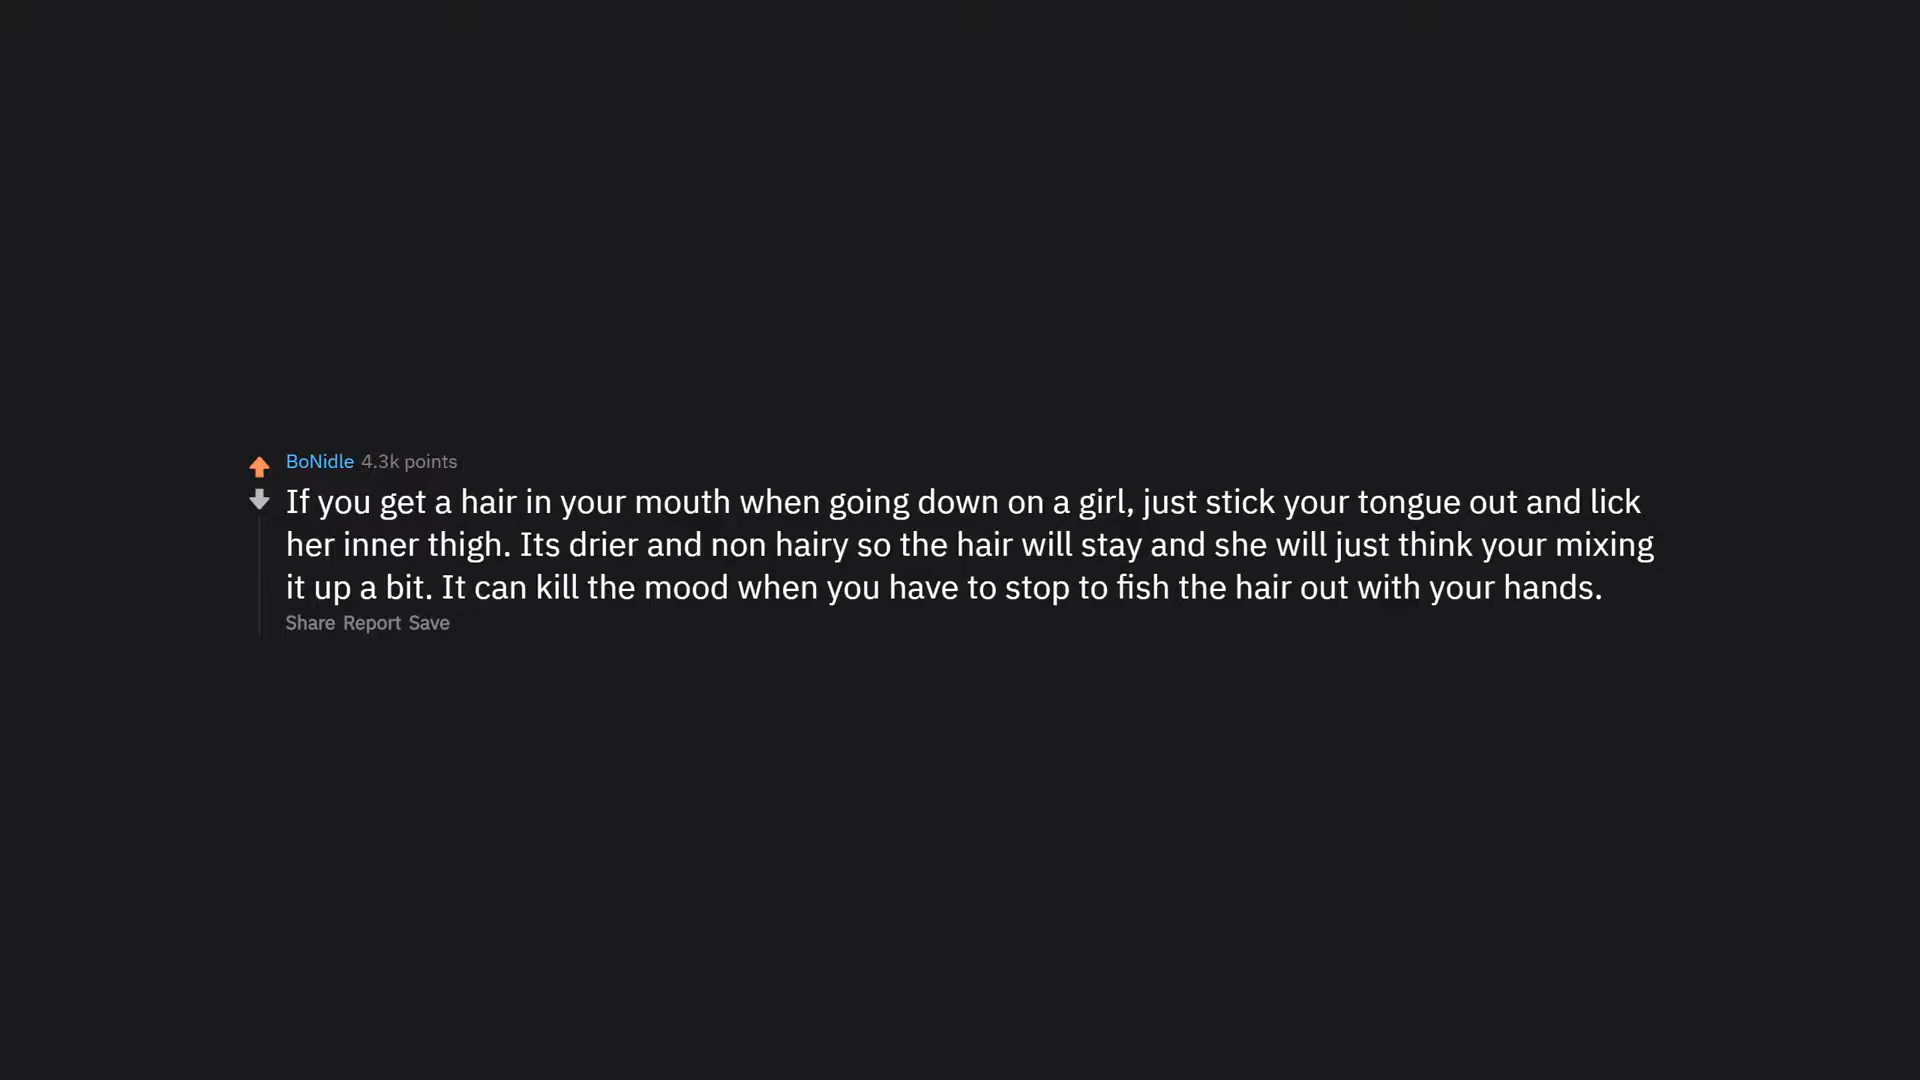 BoNidle 4.3k points
If you get a hair in your mouth when going down on a girl, just stick your tongue out and lick
her inner thigh. Its drier and non hairy so the hair will stay and she will just think your mixing
it up a bit. It can kill the mood when you have to stop to fish the hair out with your hands.
Share Report Save